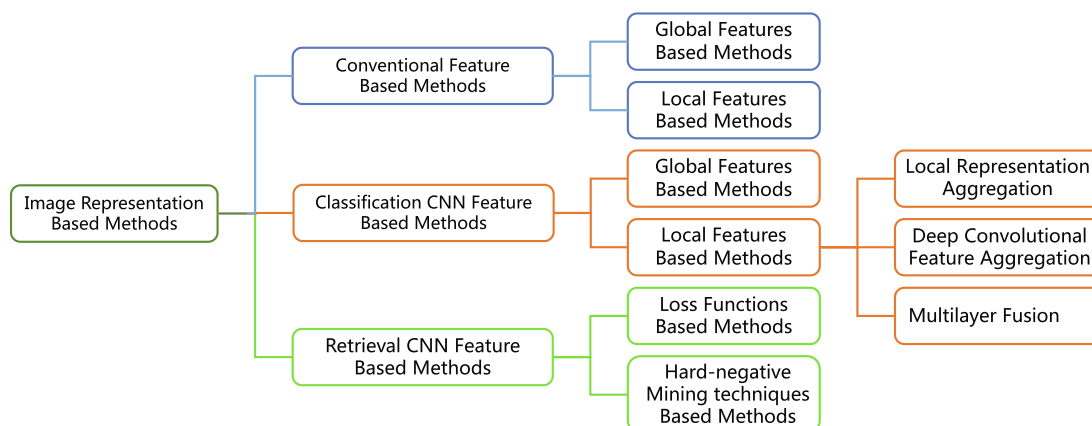 Image Representation
Based Methods
Conventional Feature
Based Methods
Global Features
Based Methods
Local Features
Based Methods
Classification CNN Feature
Based Methods
Global Features
Based Methods
Local Features
Based Methods
Local Representation
Aggregation
Deep Convolutional
Feature Aggregation
Multilayer Fusion
Retrieval CNN Feature
Based Methods
Loss Functions
Based Methods
Hard-negative
Mining techniques
Based Methods